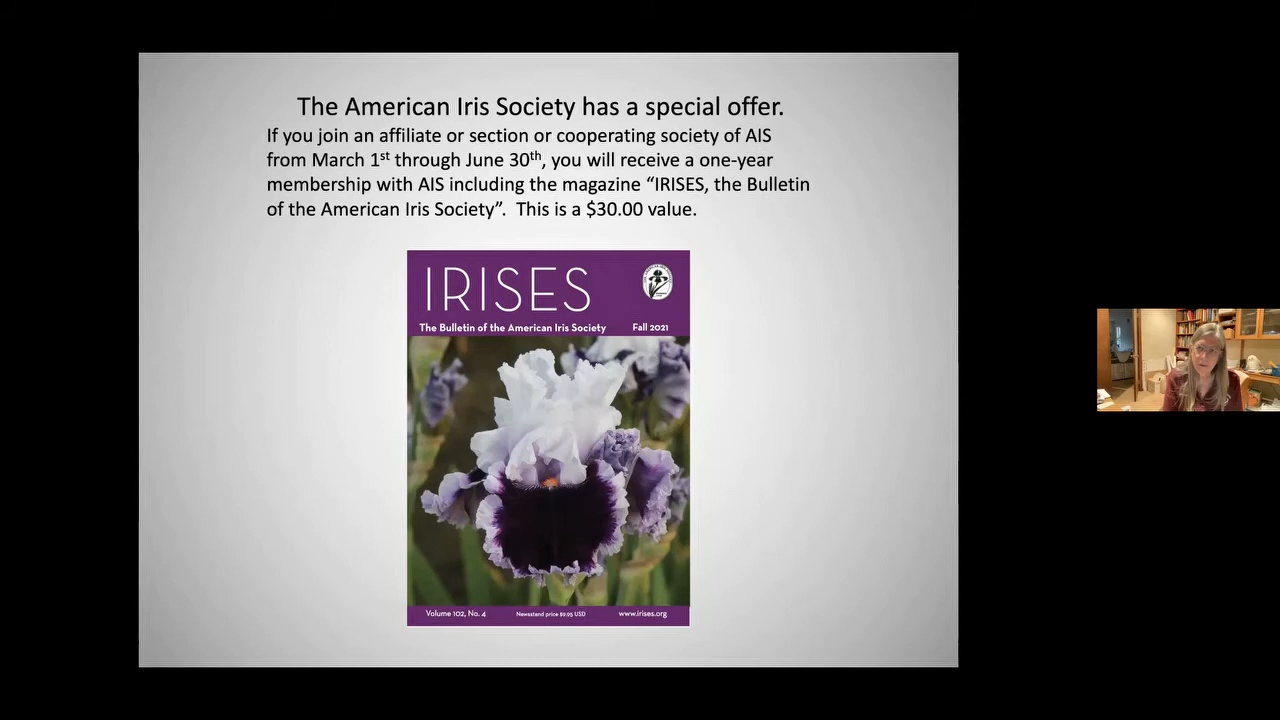 The American Iris Society has a special offer.
If you join an affiliate or section or cooperating society of AIS
from March 1st through June 30th, you will receive a one-year
membership with AIS including the magazine “IRISES, the Bulletin
of the American Iris Society”.  This is a $30.00 value.
IRISES
The Bulletin of the American Iris Society Fall 2021
Volume 102, No. 4 Newsstand price $9.95 USD www.irises.org